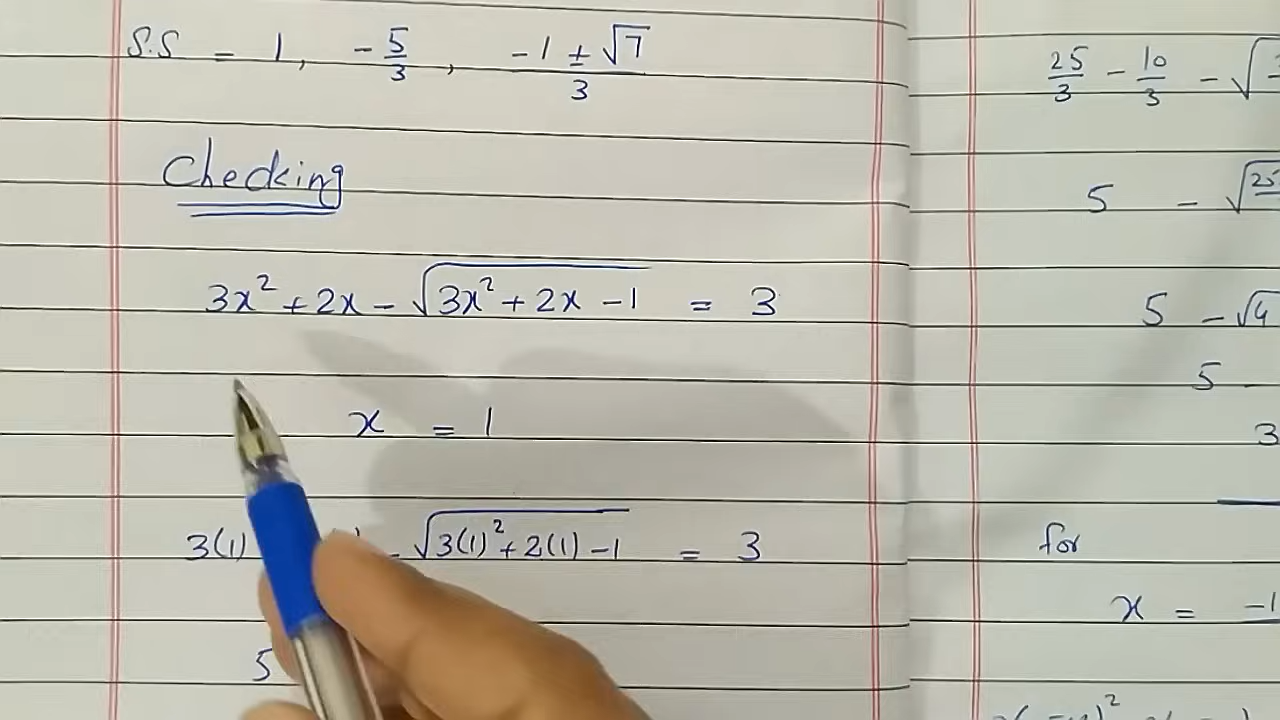 S.S = 1, -5/3, (-1 ± √7)/3
Checking
3x² + 2x - √(3x² + 2x - 1) = 3
x = 1
3(1) - √(3(1)² + 2(1) - 1) = 3
5
25/3 - 10/3 - √
5 - √25
5 - √4
5 -
3
for
x = -1